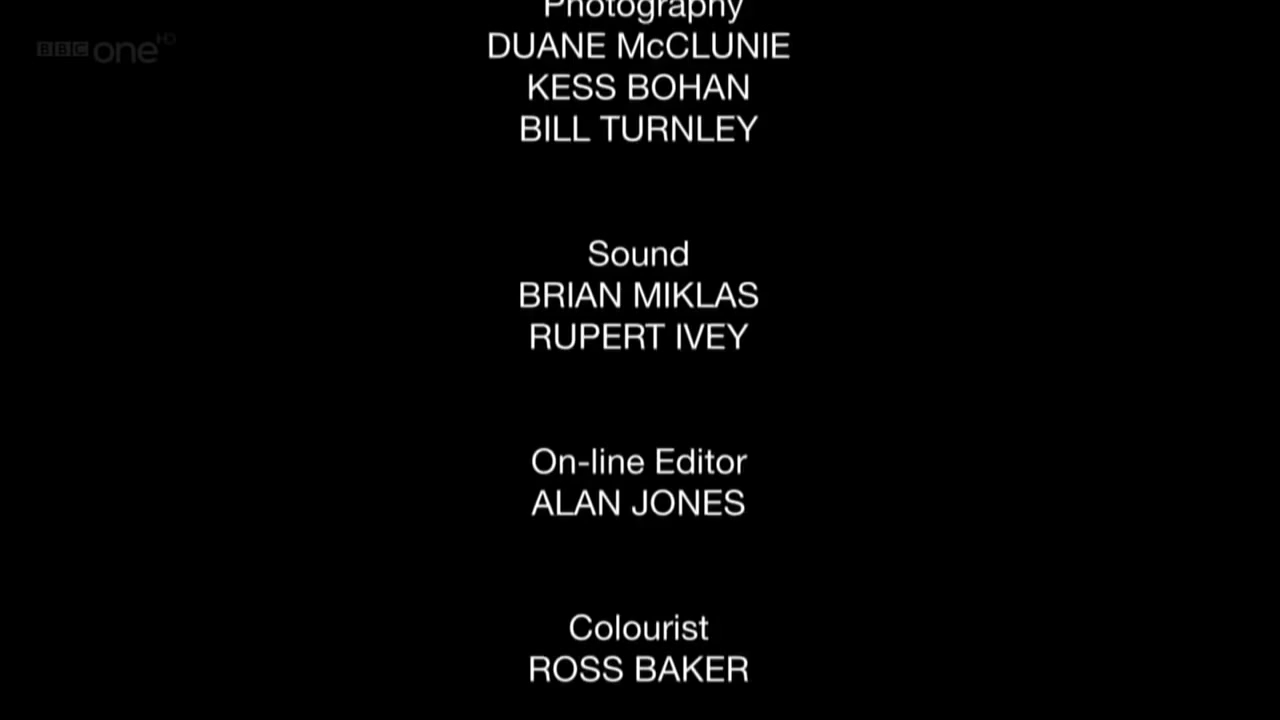 BBC one HD
Photography
DUANE McCLUNIE
KESS BOHAN
BILL TURNLEY
Sound
BRIAN MIKLAS
RUPERT IVEY
On-line Editor
ALAN JONES
Colourist
ROSS BAKER